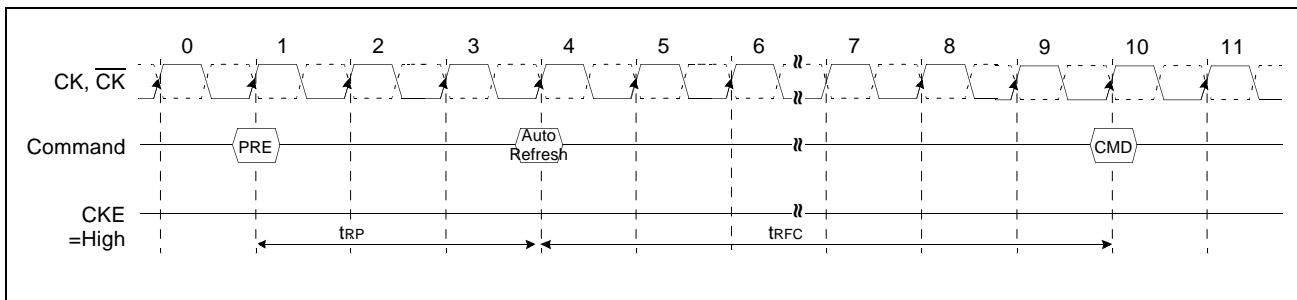 0 1 2 3 4 5 6 7 8 9 10 11
CK, C̅K̅
Command
PRE
Auto
Refresh
CMD
CKE
=High
tRP
tRFC